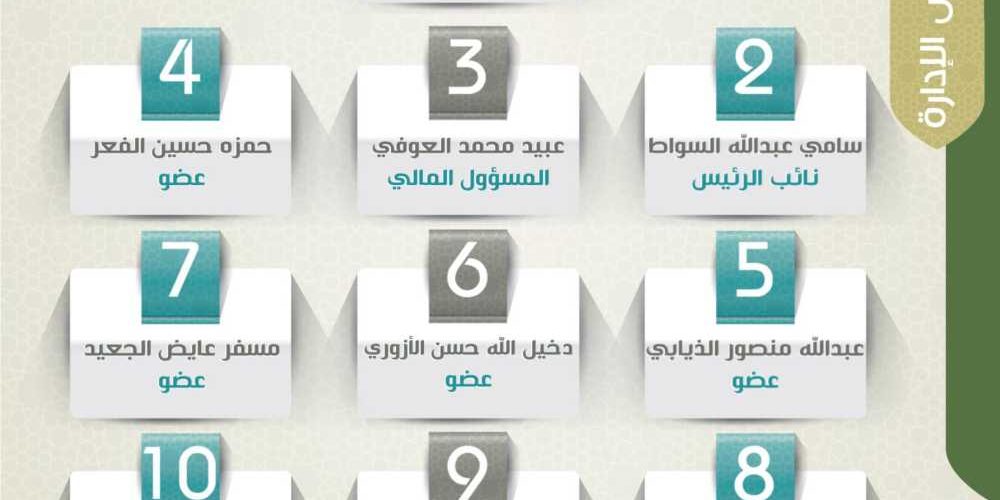 الإدارة
2
سامي عبدالله السواط
نائب الرئيس
3
عبيد محمد العوفي
المسؤول المالي
4
حمزه حسين الفعر
عضو
5
عبدالله منصور الذيابي
عضو
6
دخيل الله حسن الأزوري
عضو
7
مسفر عايض الجعيد
عضو
8
9
10